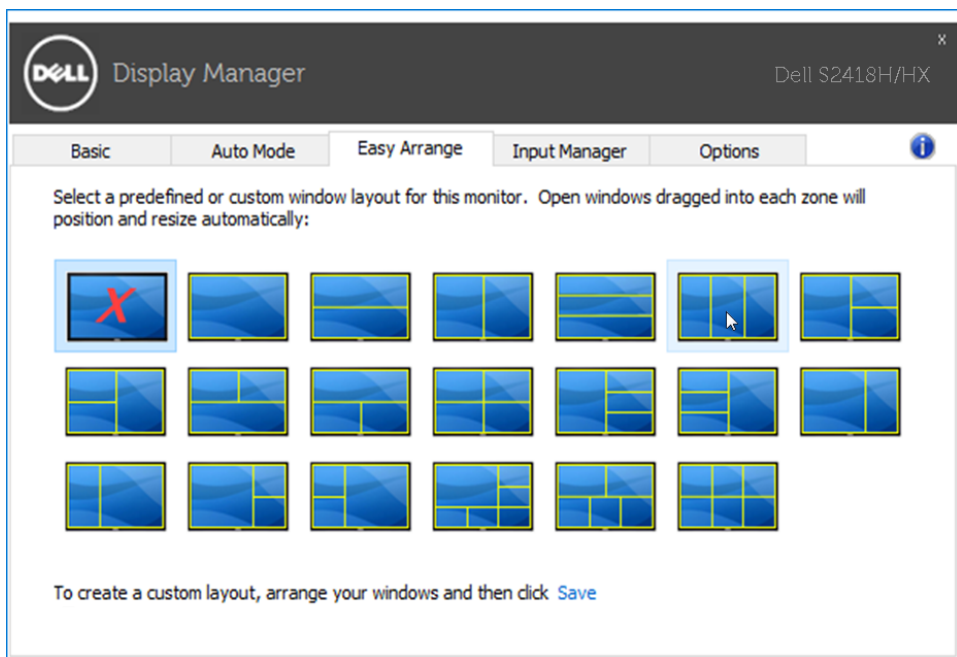 x
DELL Display Manager
Dell S2418H/HX
Basic Auto Mode Easy Arrange Input Manager Options
Select a predefined or custom window layout for this monitor. Open windows dragged into each zone will
position and resize automatically:
X
To create a custom layout, arrange your windows and then click Save